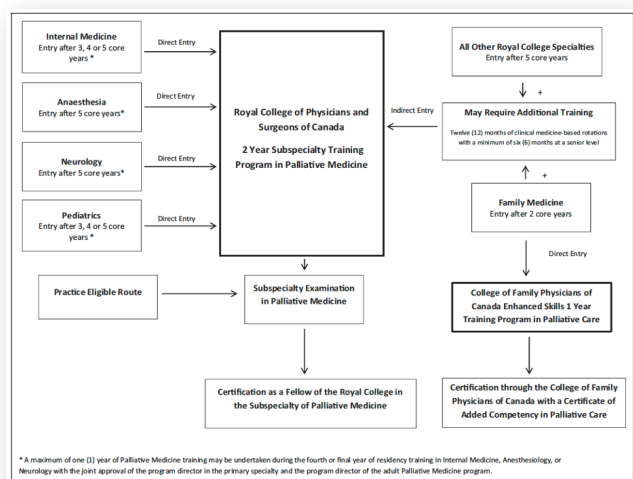 Internal Medicine
Entry after 3, 4 or 5 core
years *
Direct Entry
Anaesthesia
Entry after 5 core years*
Direct Entry
Neurology
Entry after 5 core years*
Direct Entry
Pediatrics
Entry after 3, 4 or 5 core
years *
Direct Entry
Royal College of Physicians and
Surgeons of Canada
2 Year Subspecialty Training
Program in Palliative Medicine
Indirect Entry
All Other Royal College Specialties
Entry after 5 core years
+
May Require Additional Training
Twelve (12) months of clinical medicine-based rotations
with a minimum of six (6) months at a senior level
+
Family Medicine
Entry after 2 core years
Direct Entry
Practice Eligible Route
Subspecialty Examination
in Palliative Medicine
College of Family Physicians of
Canada Enhanced Skills 1 Year
Training Program in Palliative Care
Certification as a Fellow of the Royal College in
the Subspecialty of Palliative Medicine
Certification through the College of Family
Physicians of Canada with a Certificate of
Added Competency in Palliative Care
* A maximum of one (1) year of Palliative Medicine training may be undertaken during the fourth or final year of residency training in Internal Medicine, Anesthesiology, or
Neurology with the joint approval of the program director in the primary specialty and the program director of the adult Palliative Medicine program.